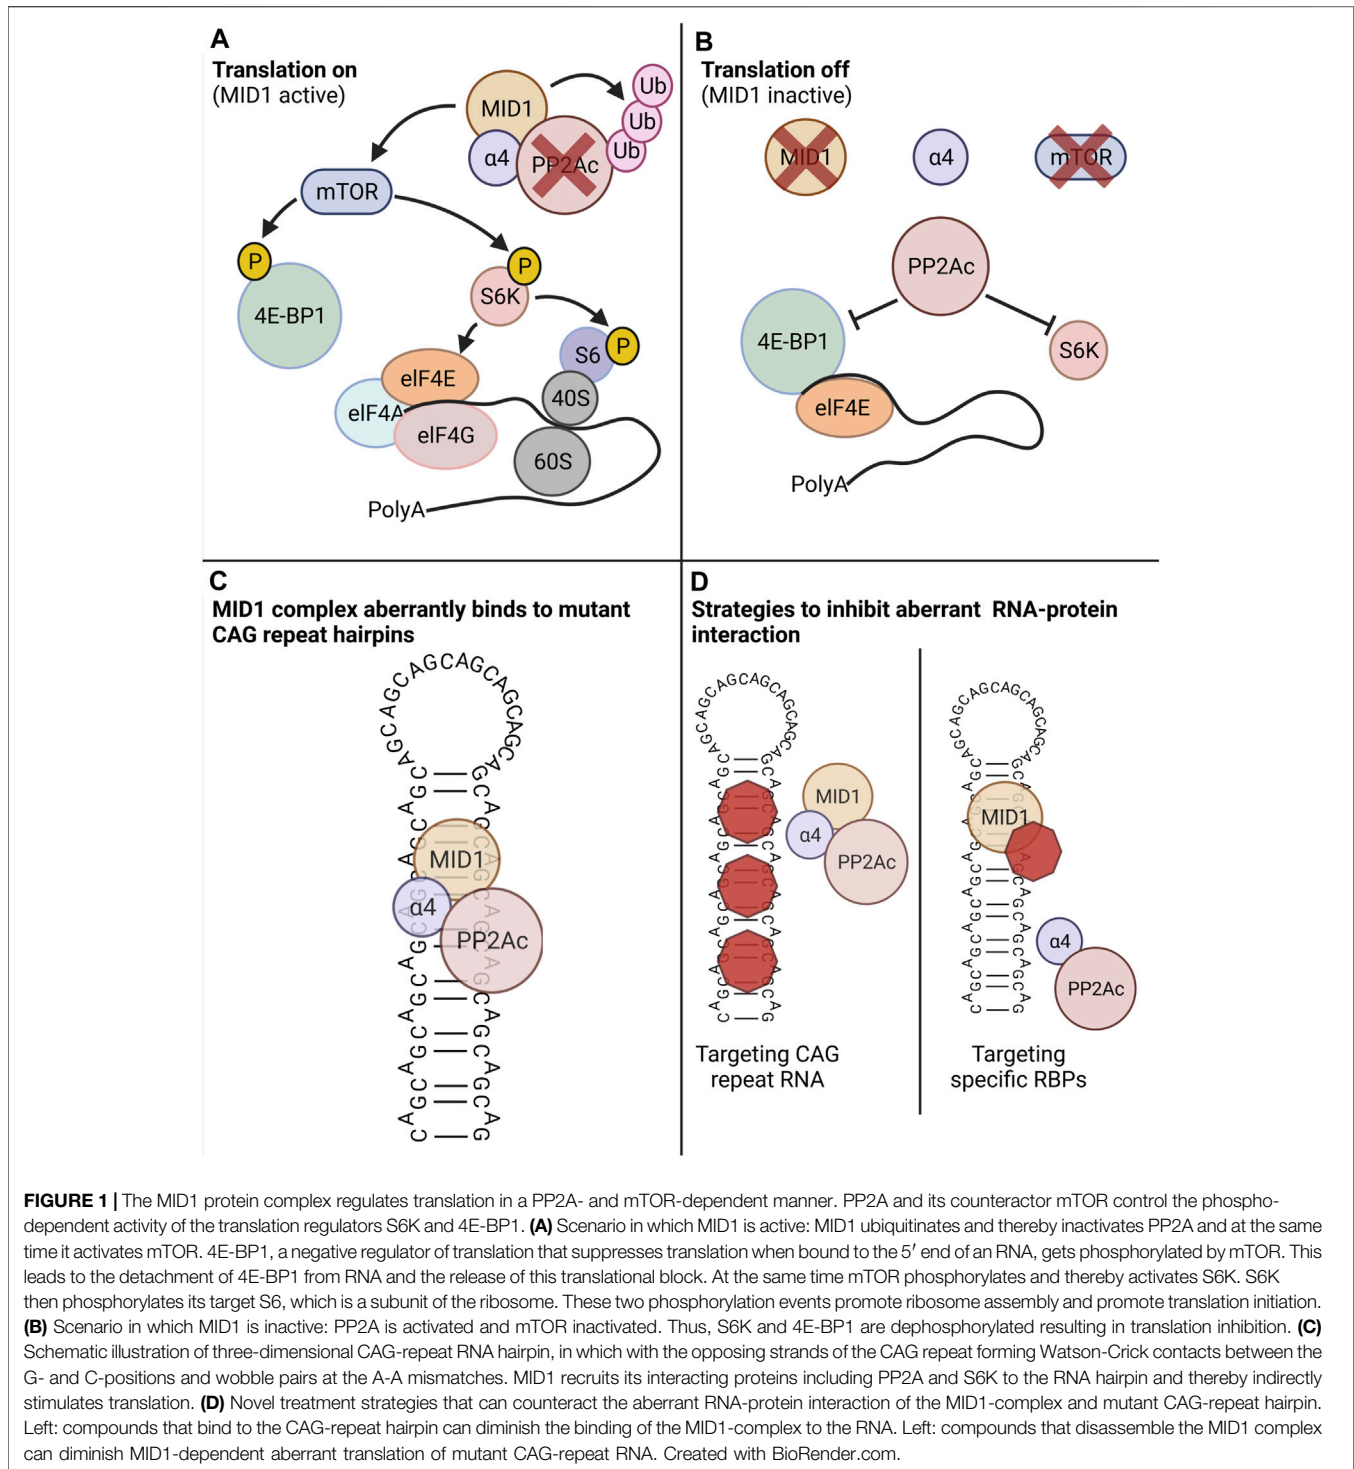 A
Translation on
(MID1 active)
MID1
α4
PP2Ac
Ub
Ub
Ub
mTOR
P
4E-BP1
P
S6K
S6
P
eIF4E
eIF4A
eIF4G
40S
60S
PolyA
B
Translation off
(MID1 inactive)
MID1
α4
mTOR
PP2Ac
4E-BP1
S6K
eIF4E
PolyA
C
MID1 complex aberrantly binds to mutant
CAG repeat hairpins
MID1
α4
PP2Ac
D
Strategies to inhibit aberrant RNA-protein
interaction
MID1
α4
PP2Ac
Targeting CAG
repeat RNA
MID1
α4
PP2Ac
Targeting
specific RBPs
FIGURE 1 | The MID1 protein complex regulates translation in a PP2A- and mTOR-dependent manner. PP2A and its counteractor mTOR control the phospho-
dependent activity of the translation regulators S6K and 4E-BP1. (A) Scenario in which MID1 is active: MID1 ubiquitinates and thereby inactivates PP2A and at the same
time it activates mTOR. 4E-BP1, a negative regulator of translation that suppresses translation when bound to the 5′ end of an RNA, gets phosphorylated by mTOR. This
leads to the detachment of 4E-BP1 from RNA and the release of this translational block. At the same time mTOR phosphorylates and thereby activates S6K. S6K
then phosphorylates its target S6, which is a subunit of the ribosome. These two phosphorylation events promote ribosome assembly and promote translation initiation.
(B) Scenario in which MID1 is inactive: PP2A is activated and mTOR inactivated. Thus, S6K and 4E-BP1 are dephosphorylated resulting in translation inhibition. (C)
Schematic illustration of three-dimensional CAG-repeat RNA hairpin, in which with the opposing strands of the CAG repeat forming Watson-Crick contacts between the
G- and C-positions and wobble pairs at the A-A mismatches. MID1 recruits its interacting proteins including PP2A and S6K to the RNA hairpin and thereby indirectly
stimulates translation. (D) Novel treatment strategies that can counteract the aberrant RNA-protein interaction of the MID1-complex and mutant CAG-repeat hairpin.
Left: compounds that bind to the CAG-repeat hairpin can diminish the binding of the MID1-complex to the RNA. Left: compounds that disassemble the MID1 complex
can diminish MID1-dependent aberrant translation of mutant CAG-repeat RNA. Created with BioRender.com.